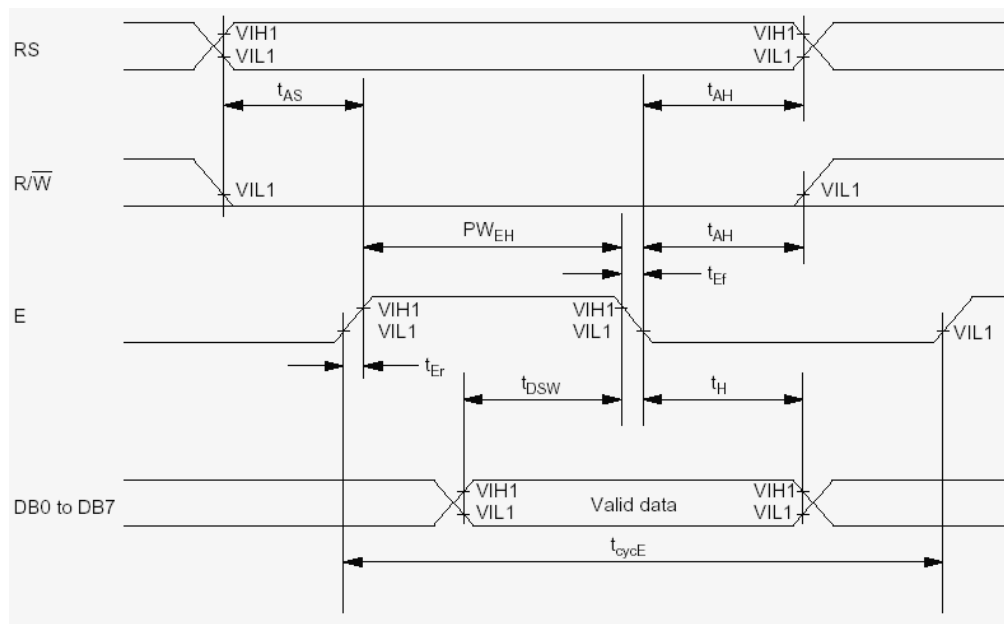 RS
VIH1
VIL1
VIH1
VIL1
tAS
tAH
R/W̅
VIL1
VIL1
PWEH
tAH
tEf
E
VIH1
VIL1
VIH1
VIL1
VIL1
tEr
tDSW
tH
DB0 to DB7
VIH1
VIL1
Valid data
VIH1
VIL1
tcycE